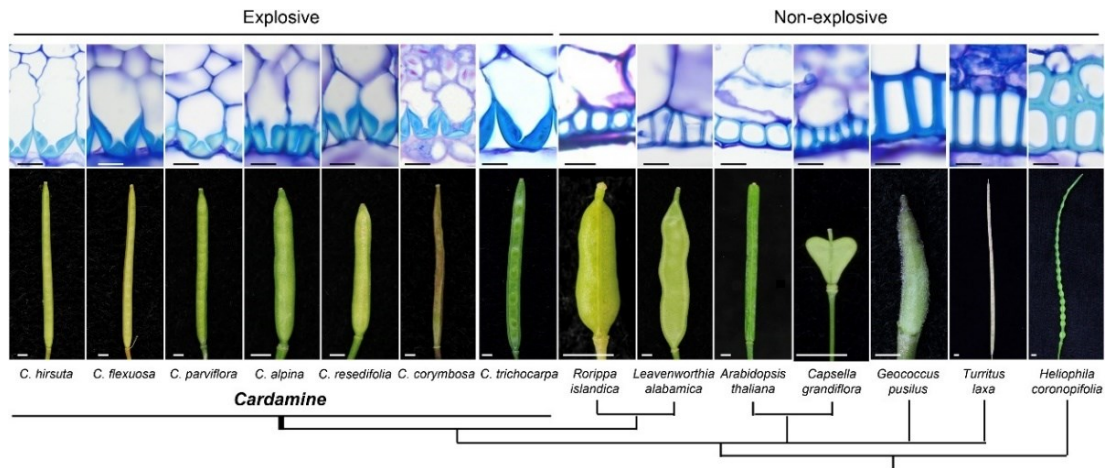 Explosive
Non-explosive
C. hirsuta
C. flexuosa
C. parviflora
C. alpina
C. resedifolia
C. corymbosa
C. trichocarpa
Rorippa
islandica
Leavenworthia
alabamica
Arabidopsis
thaliana
Capsella
grandiflora
Geococcus
pusilus
Turritus
laxa
Heliophila
coronopifolia
Cardamine